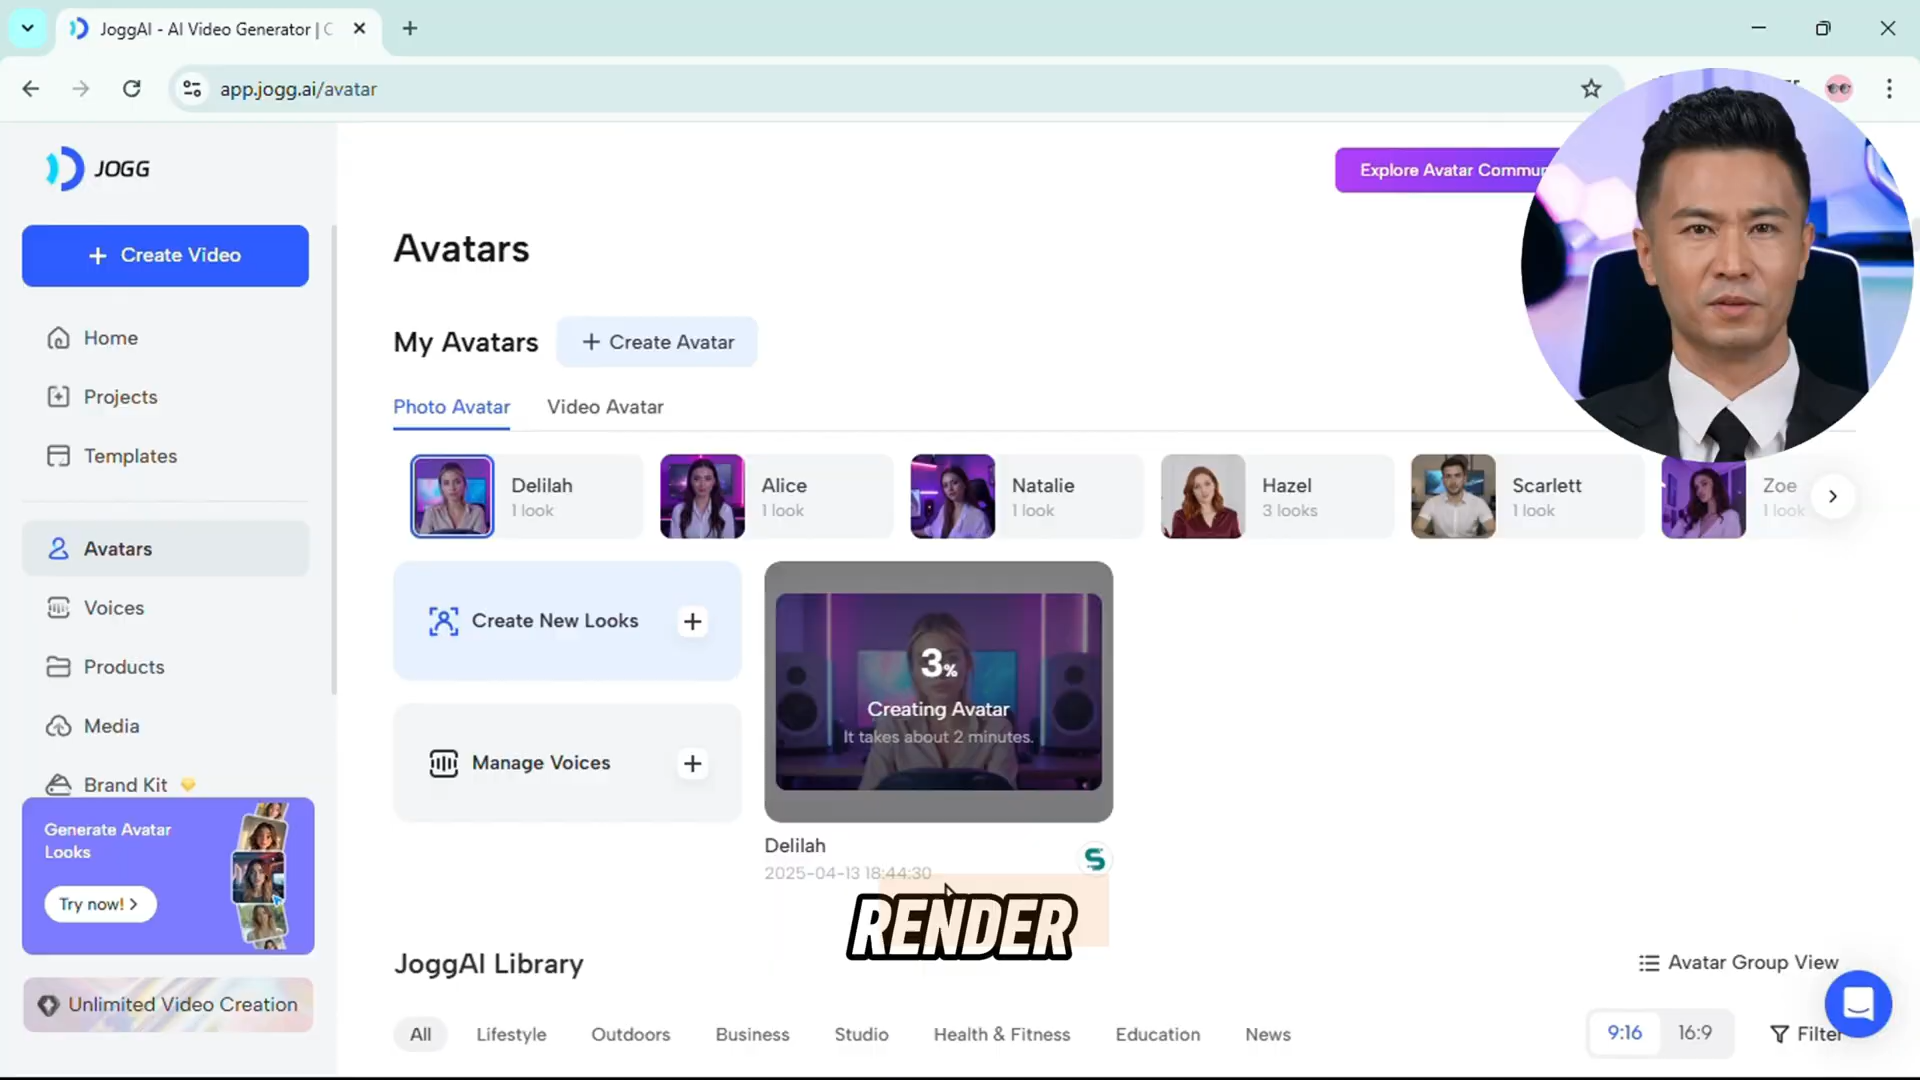 JoggAI - AI Video Generator | C
app.jogg.ai/avatar
JOGG
Explore Avatar Commun
+ Create Video
Avatars
Home
My Avatars
+ Create Avatar
Projects
Photo Avatar
Video Avatar
Templates
Delilah
1 look
Alice
1 look
Natalie
1 look
Hazel
3 looks
Scarlett
1 look
Zoe
1 look
Avatars
Voices
Create New Looks
+
3%
Creating Avatar
It takes about 2 minutes.
Products
Media
Manage Voices
+
Brand Kit
Generate Avatar
Looks
Try now! >
Delilah
2025-04-13 18:44:30
S
RENDER
JoggAI Library
Avatar Group View
Unlimited Video Creation
All
Lifestyle
Outdoors
Business
Studio
Health & Fitness
Education
News
9:16
16:9
Filter